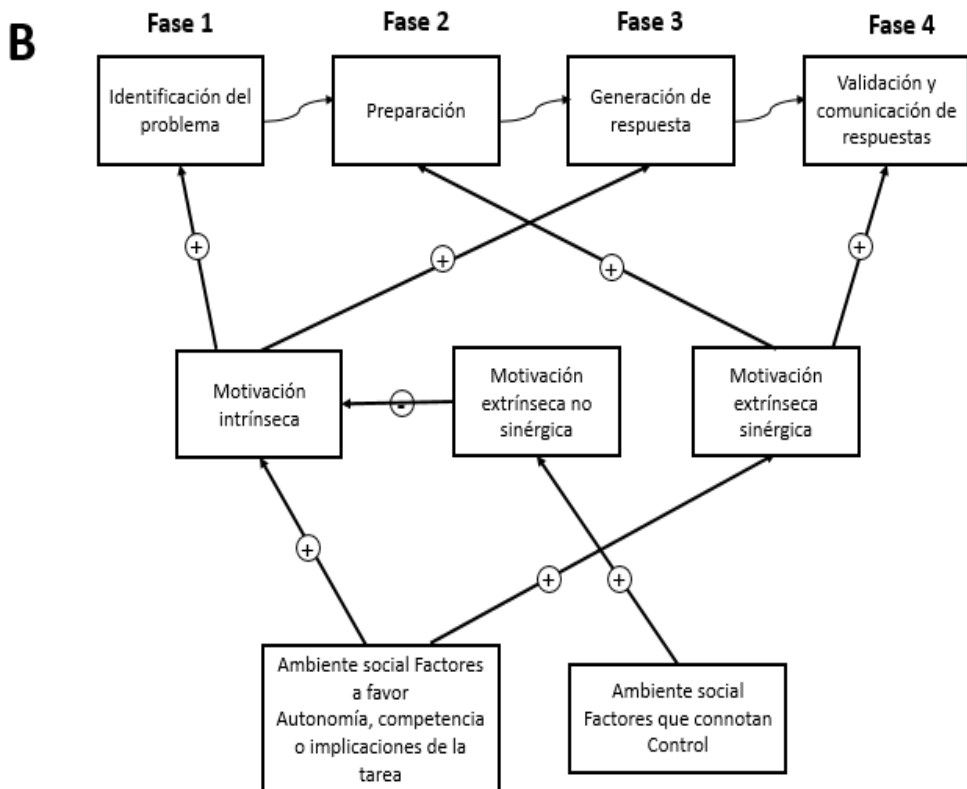 B
Fase 1
Fase 2
Fase 3
Fase 4
Identificación del
problema
Preparación
Generación de
respuesta
Validación y
comunicación de
respuestas
+
+
+
+
Motivación
intrínseca
-
Motivación
extrínseca no
sinérgica
Motivación
extrínseca
sinérgica
+
+
+
Ambiente social Factores
a favor
Autonomía, competencia
o implicaciones de la
tarea
Ambiente social
Factores que connotan
Control